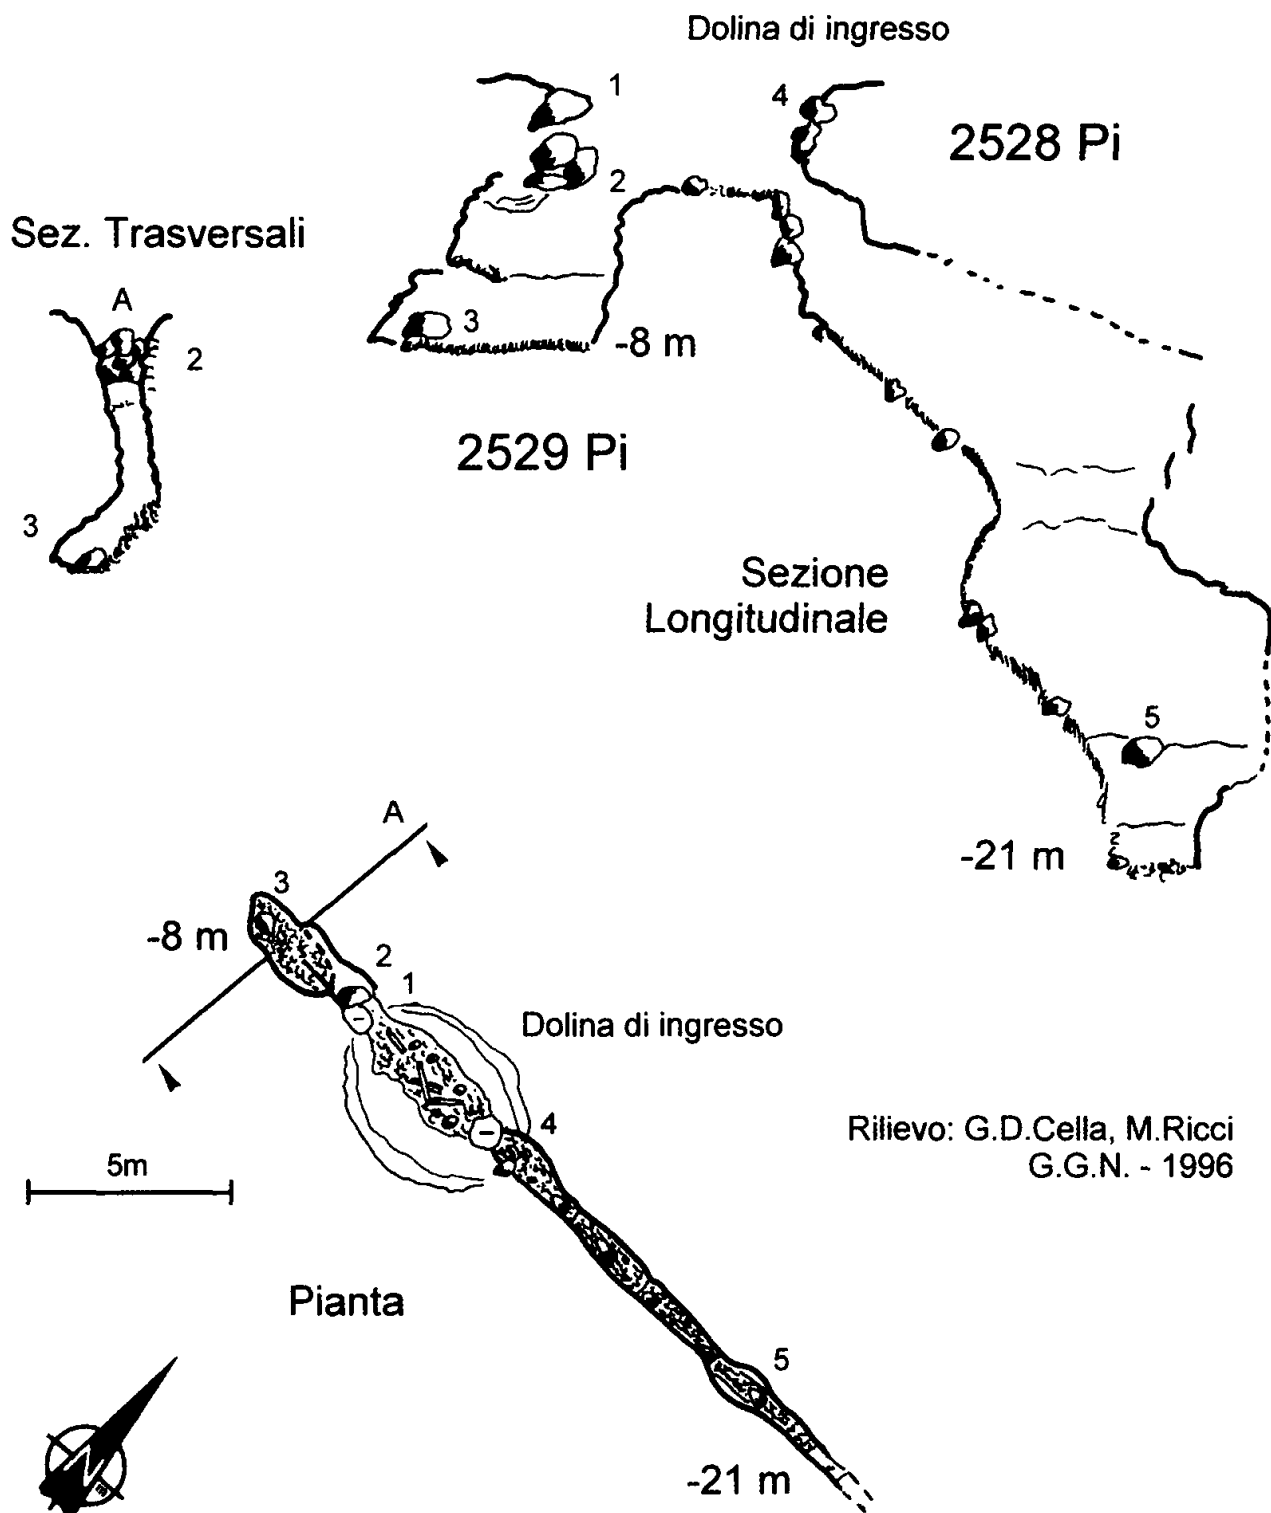 Dolina di ingresso
1
4
2528 Pi
2
Sez. Trasversali
A
3
-8 m
2
2529 Pi
3
Sezione
Longitudinale
5
-21 m
A
3
-8 m
2
1
Dolina di ingresso
4
Rilievo: G.D.Cella, M.Ricci
G.G.N. - 1996
5m
Pianta
5
-21 m
N